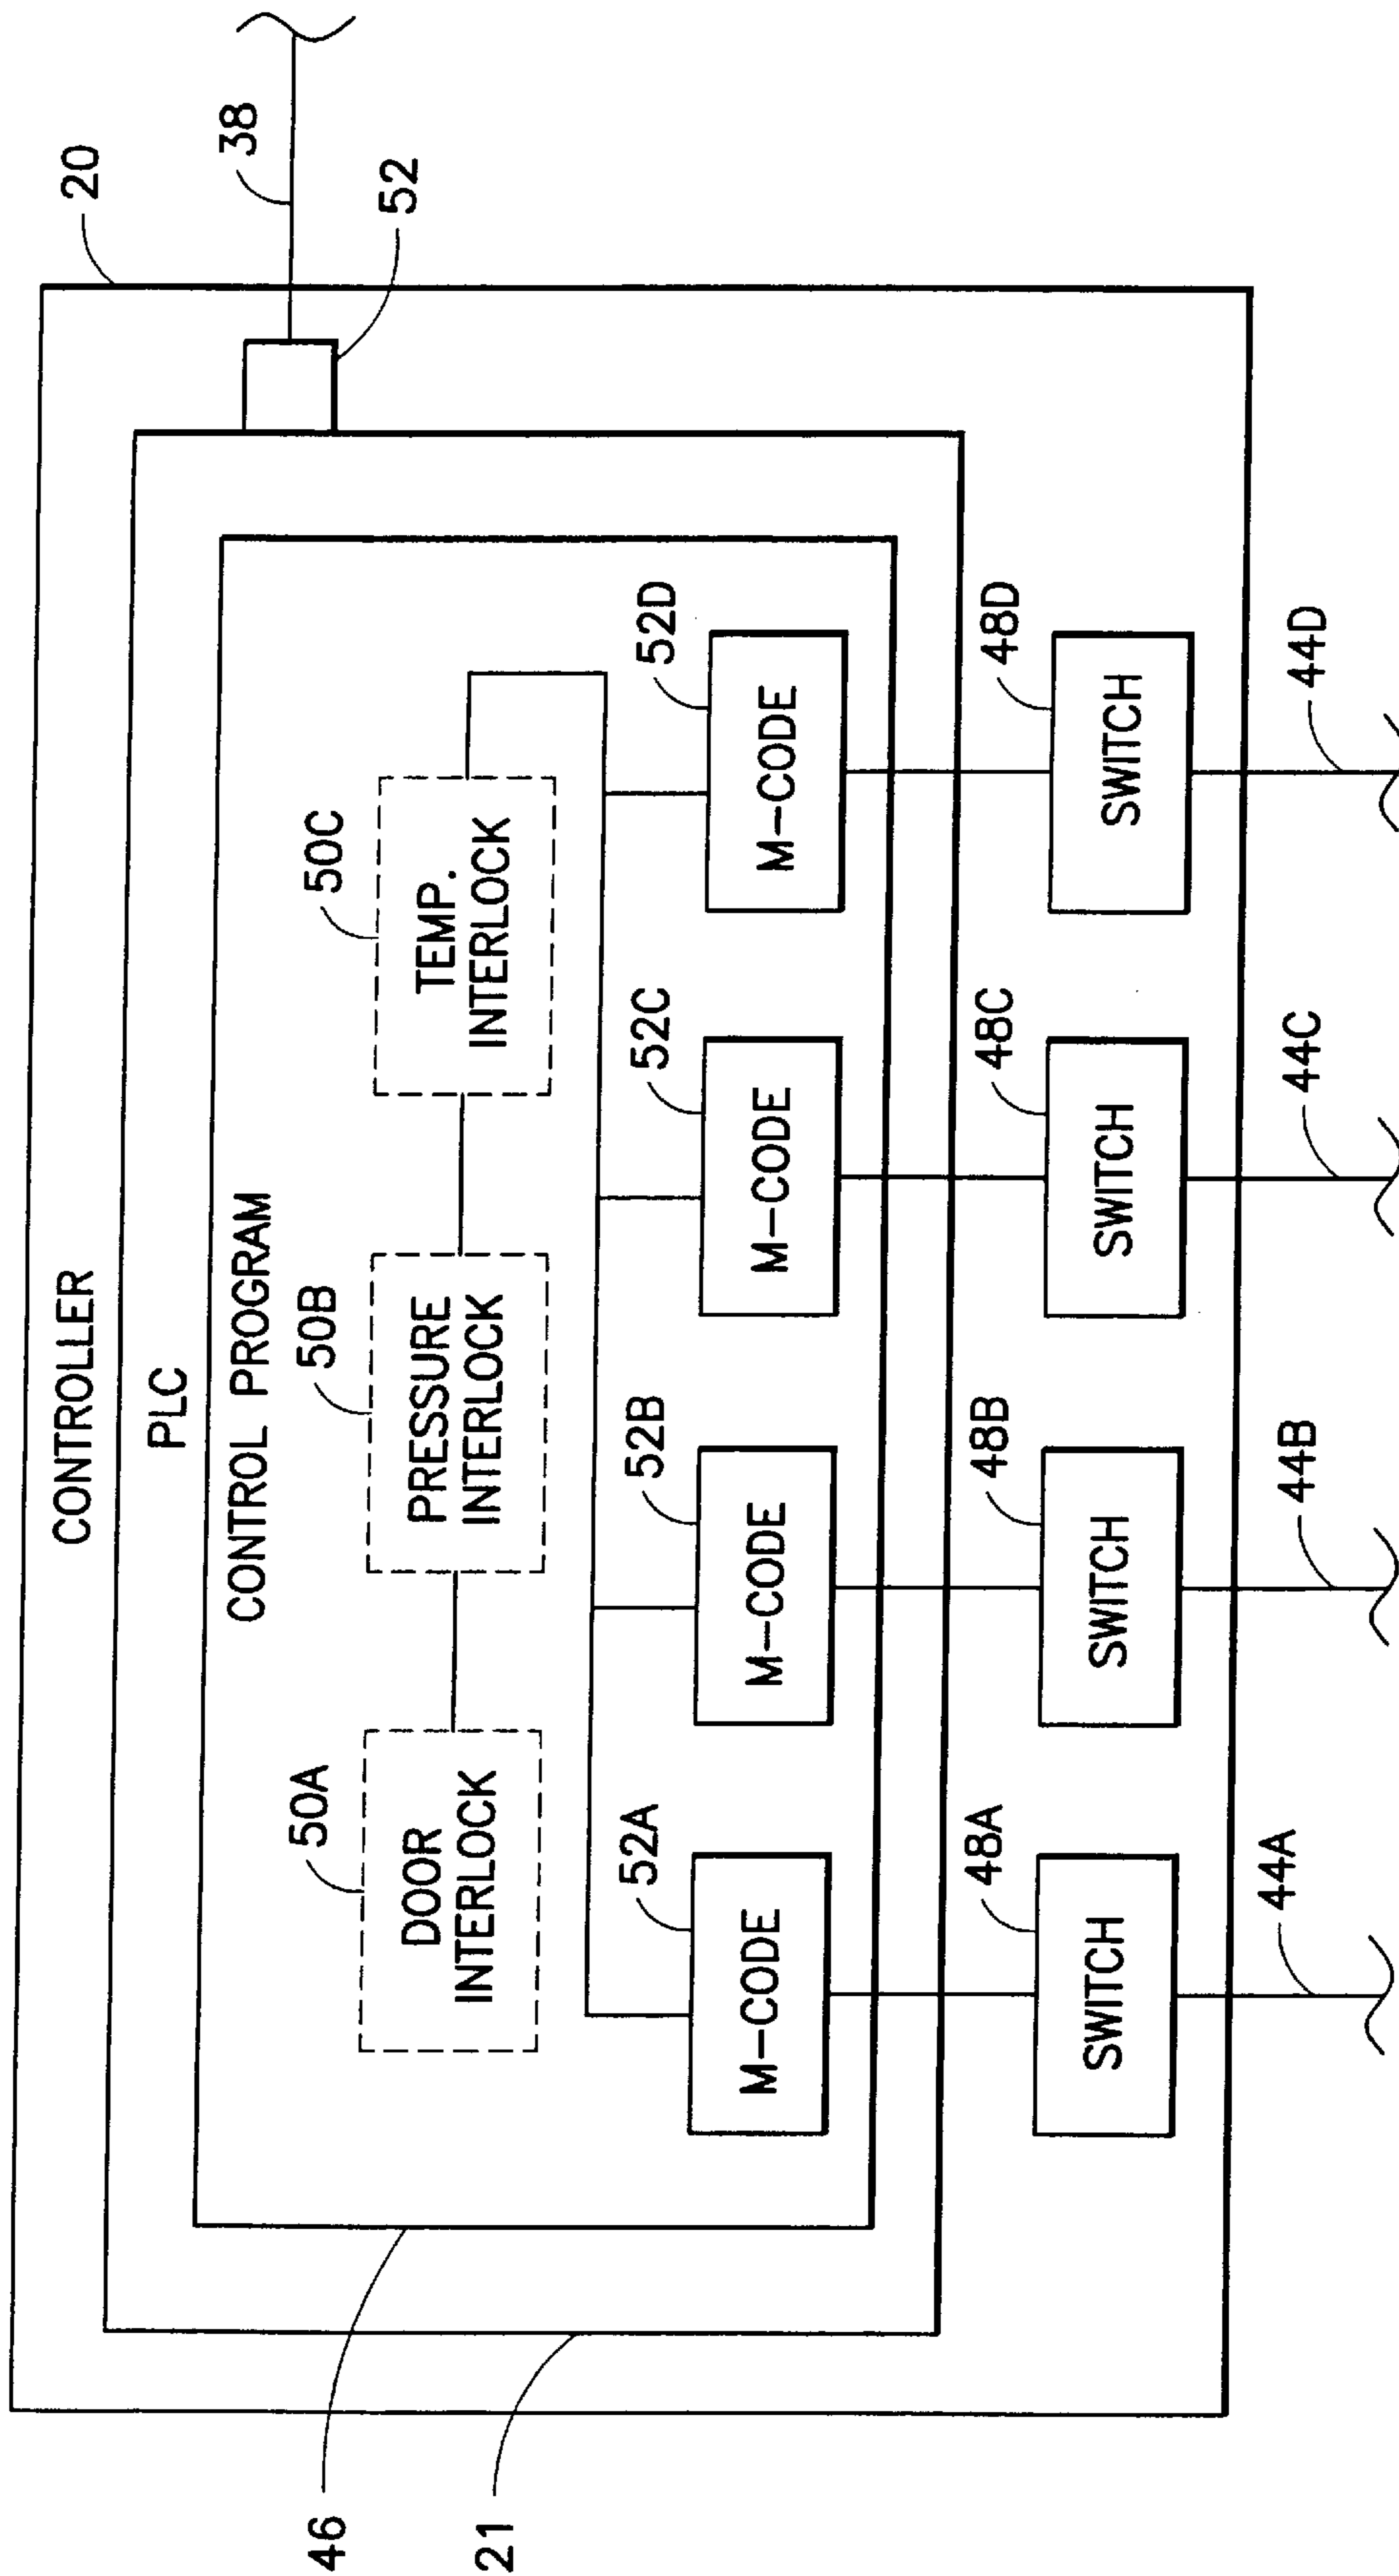 CONTROLLER
20
PLC
38
CONTROL PROGRAM
52
50A
50B
50C
DOOR
INTERLOCK
PRESSURE
INTERLOCK
TEMP.
INTERLOCK
52A
52B
52C
52D
M-CODE
M-CODE
M-CODE
M-CODE
46
48A
48B
48C
48D
SWITCH
SWITCH
SWITCH
SWITCH
21
44A
44B
44C
44D